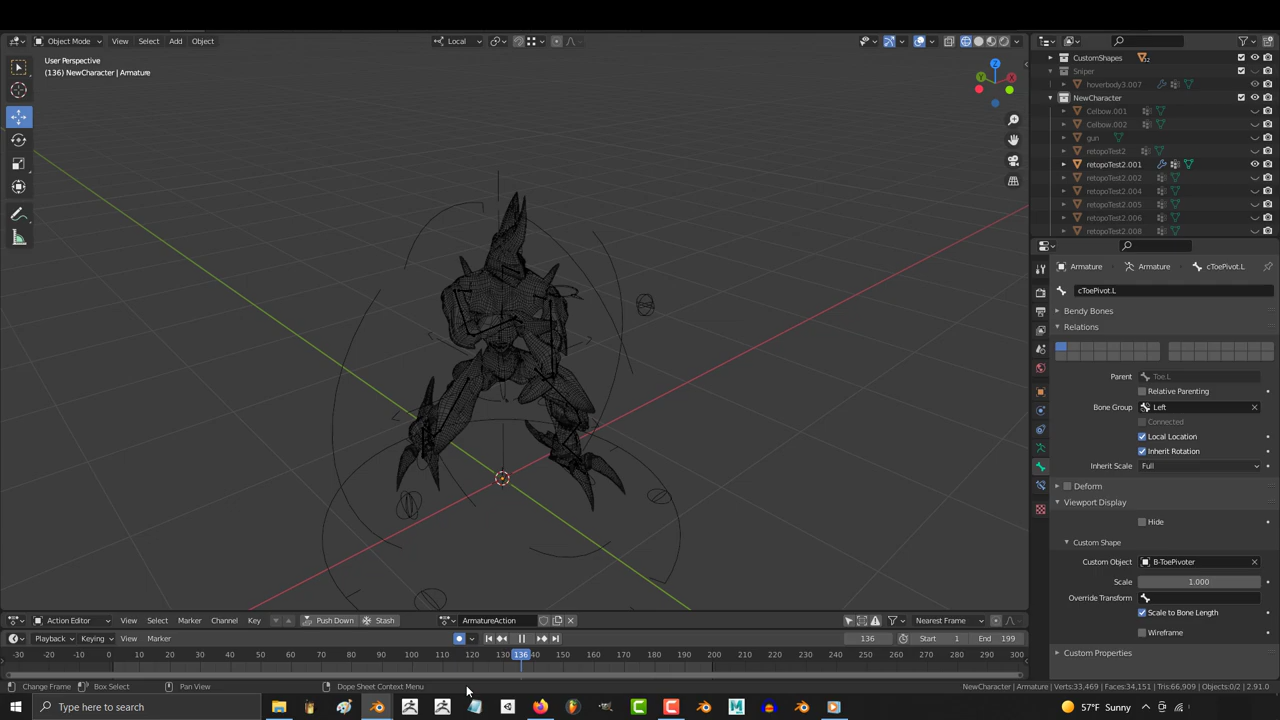 Object Mode View Select Add Object Local
User Perspective
(136) NewCharacter | Armature
Z
Y X
CustomShapes
Sniper
hoverbody3.007
NewCharacter
Celbow.001
Celbow.002
gun
retopoTest2
retopoTest2.001
retopoTest2.002
retopoTest2.004
retopoTest2.005
retopoTest2.006
retopoTest2.008
Armature Armature cToePivot.L
cToePivot.L
Bendy Bones
Relations
Parent Toe.L
Relative Parenting
Bone Group Left
Connected
Local Location
Inherit Rotation
Inherit Scale Full
Deform
Viewport Display
Hide
Custom Shape
Custom Object B-ToePivoter
Scale 1.000
Override Transform
Scale to Bone Length
Wireframe
Custom Properties
Action Editor View Select Marker Channel Key Push Down Stash ArmatureAction Nearest Frame
Playback Keying View Marker 136 Start 1 End 199
-30 -20 -10 0 10 20 30 40 50 60 70 80 90 100 110 120 130 136 140 150 160 170 180 190 200 210 220 230 240 250 260 270 280 290 300
Change Frame Box Select Pan View Dope Sheet Context Menu NewCharacter | Armature | Verts:33,469 | Faces:34,151 | Tris:66,909 | Objects:0/2 | 2.91.0
Type here to search 57°F Sunny